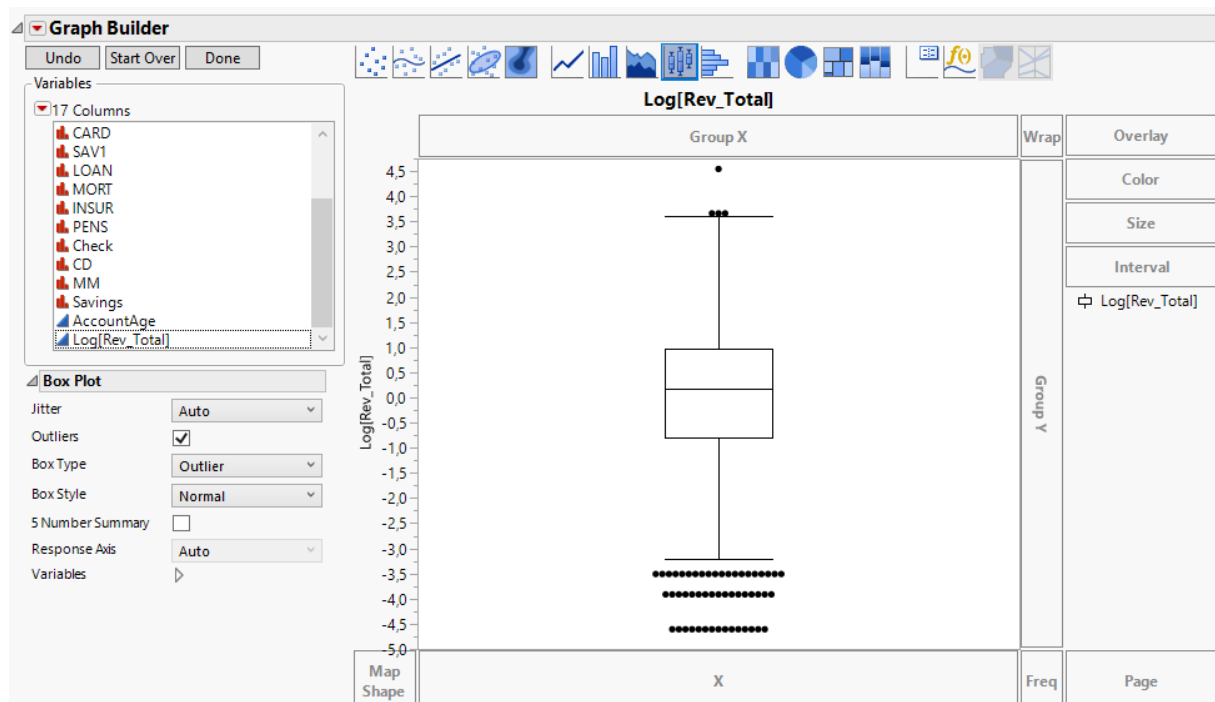 Graph Builder
Undo Start Over Done
Variables
17 Columns
CARD
SAV1
LOAN
MORT
INSUR
PENS
Check
CD
MM
Savings
AccountAge
Log[Rev_Total]
Box Plot
Jitter Auto
Outliers
Box Type Outlier
Box Style Normal
5 Number Summary
Response Axis Auto
Variables
Log[Rev_Total]
Group X
Wrap
Overlay
Color
Size
Interval
Log[Rev_Total]
4,5
4,0
3,5
3,0
2,5
2,0
1,5
1,0
0,5
0,0
-0,5
-1,0
-1,5
-2,0
-2,5
-3,0
-3,5
-4,0
-4,5
-5,0
Log[Rev_Total]
Group Y
Map
Shape
X
Freq
Page